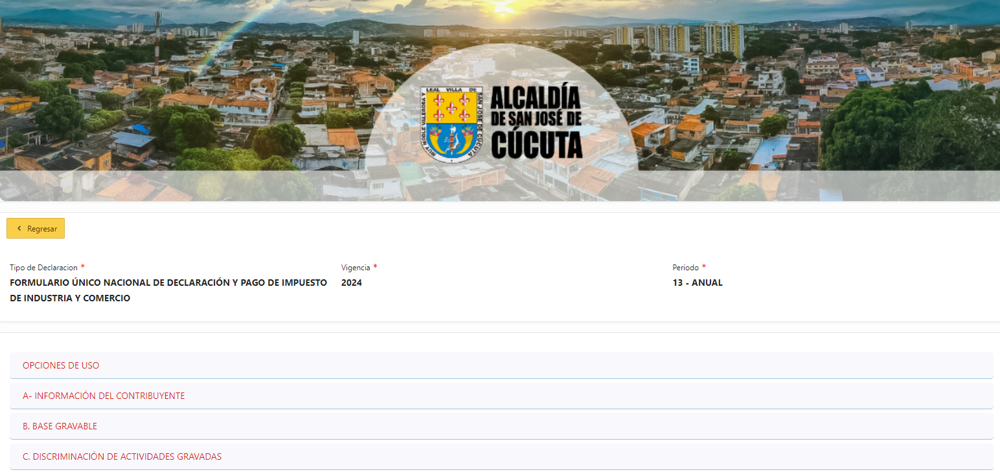 MUY NOBLE VALEROSA Y LEAL VILLA DE SAN JOSE DE CUCUTA
ALCALDÍA
DE SAN JOSÉ DE
CÚCUTA
Regresar
Tipo de Declaracion *
FORMULARIO ÚNICO NACIONAL DE DECLARACIÓN Y PAGO DE IMPUESTO
DE INDUSTRIA Y COMERCIO
Vigencia *
2024
Periodo *
13 - ANUAL
OPCIONES DE USO
A- INFORMACIÓN DEL CONTRIBUYENTE
B. BASE GRAVABLE
C. DISCRIMINACIÓN DE ACTIVIDADES GRAVADAS